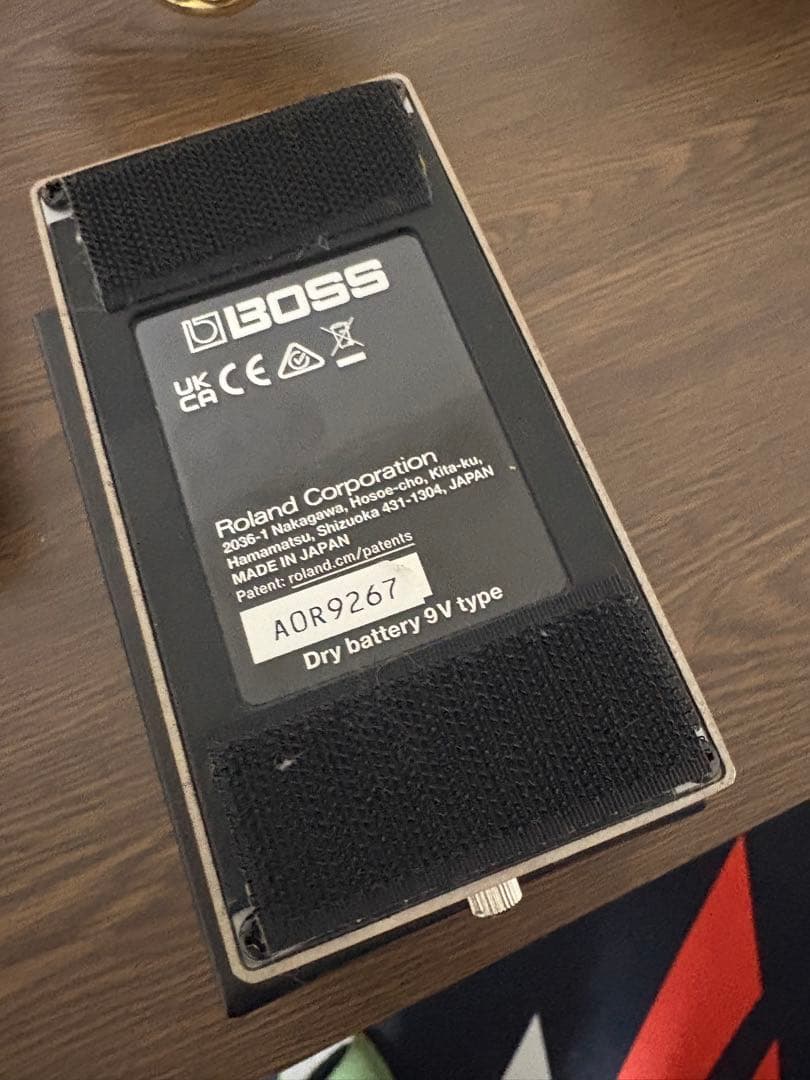 BOSS
UK
CA CE
Roland Corporation
2036-1 Nakagawa, Hosoe-cho, Kita-ku,
Hamamatsu, Shizuoka 431-1304, JAPAN
MADE IN JAPAN
Patent: roland.cm/patents
A0R9267
Dry battery 9V type